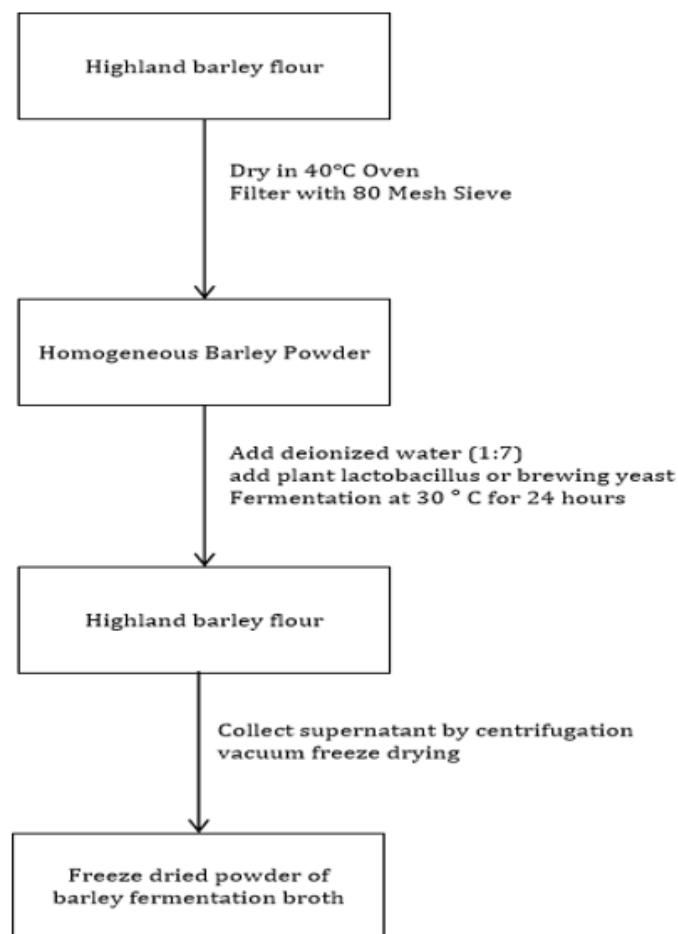 Highland barley flour
Dry in 40°C Oven
Filter with 80 Mesh Sieve
Homogeneous Barley Powder
Add deionized water (1:7)
add plant lactobacillus or brewing yeast
Fermentation at 30 ° C for 24 hours
Highland barley flour
Collect supernatant by centrifugation
vacuum freeze drying
Freeze dried powder of
barley fermentation broth